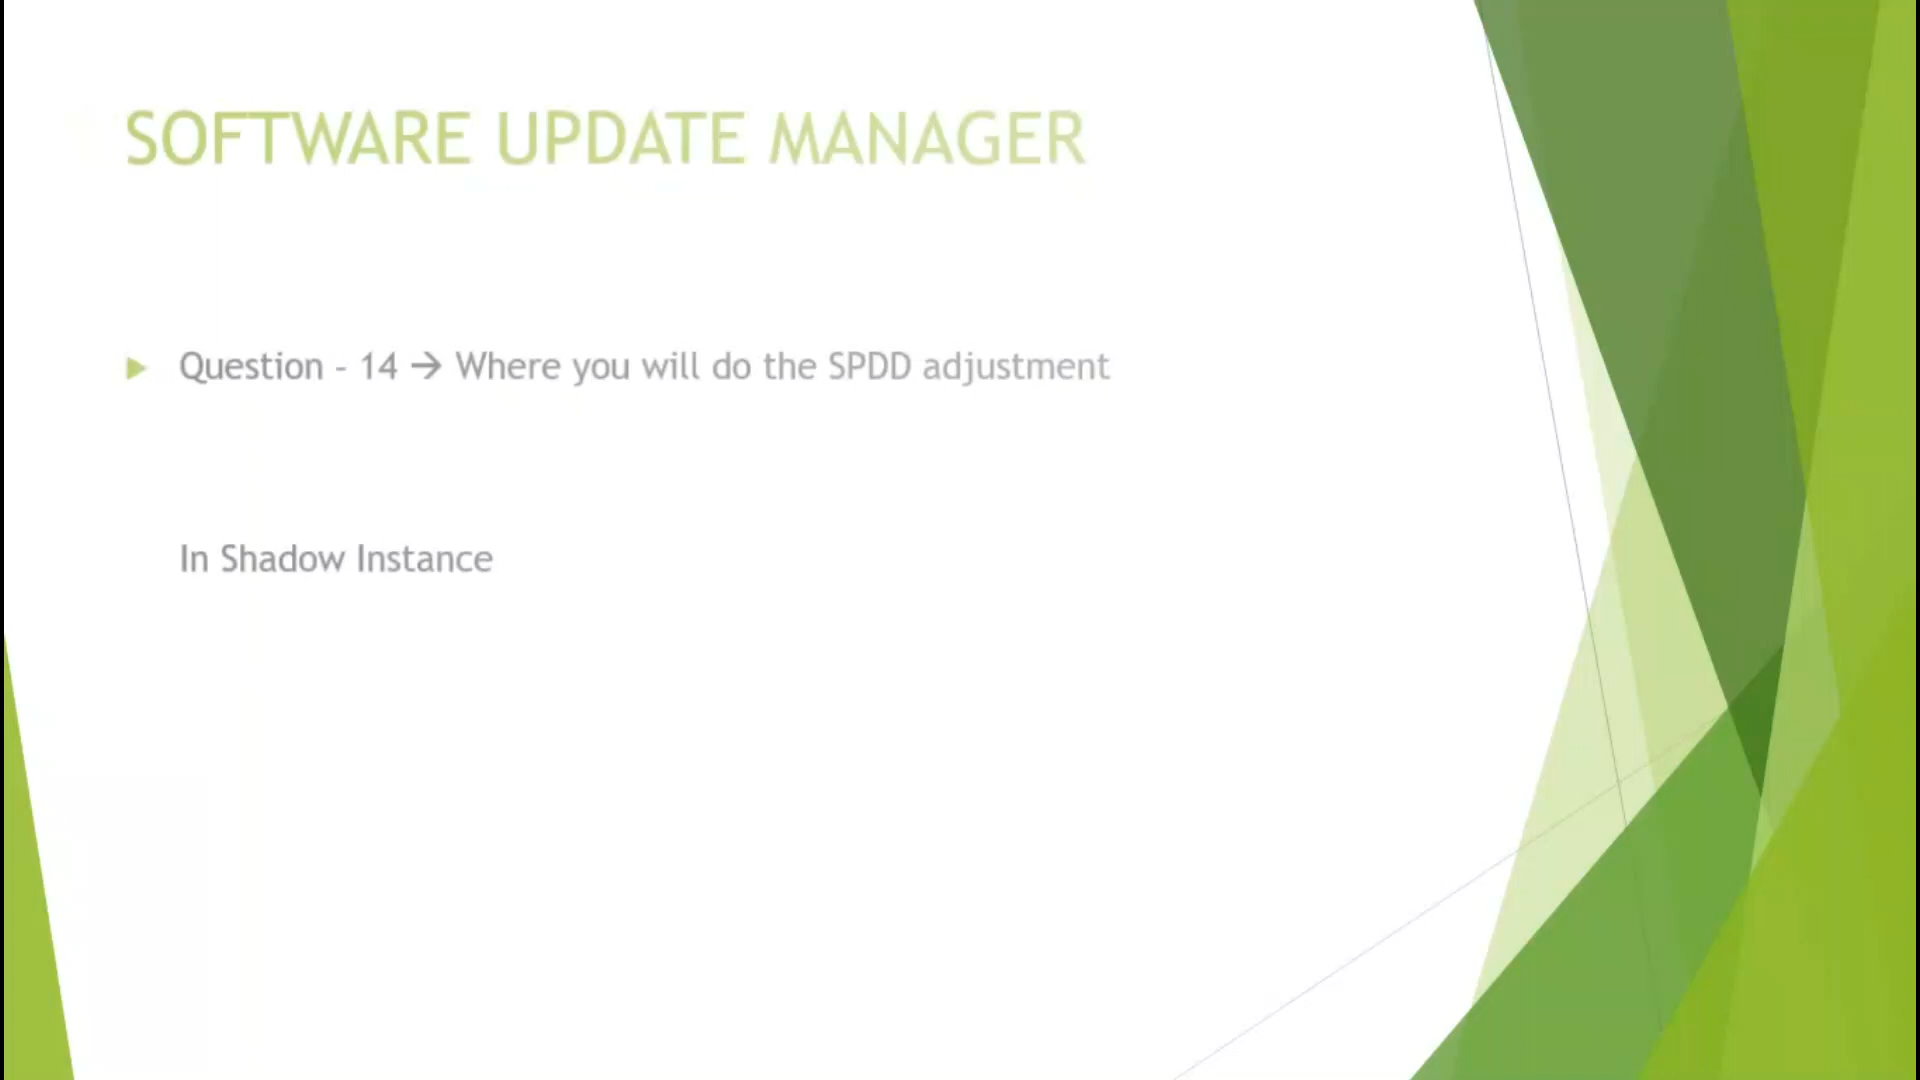 SOFTWARE UPDATE MANAGER
Question - 14 → Where you will do the SPDD adjustment
In Shadow Instance